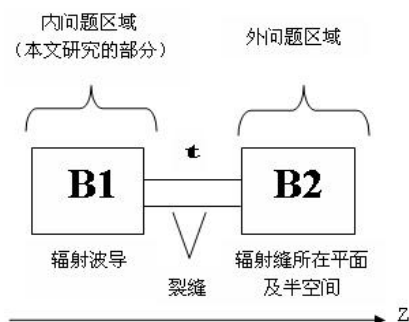 内问题区域
（本文研究的部分）
外问题区域
t
B1
B2
辐射波导
裂缝
辐射缝所在平面
及半空间
Z